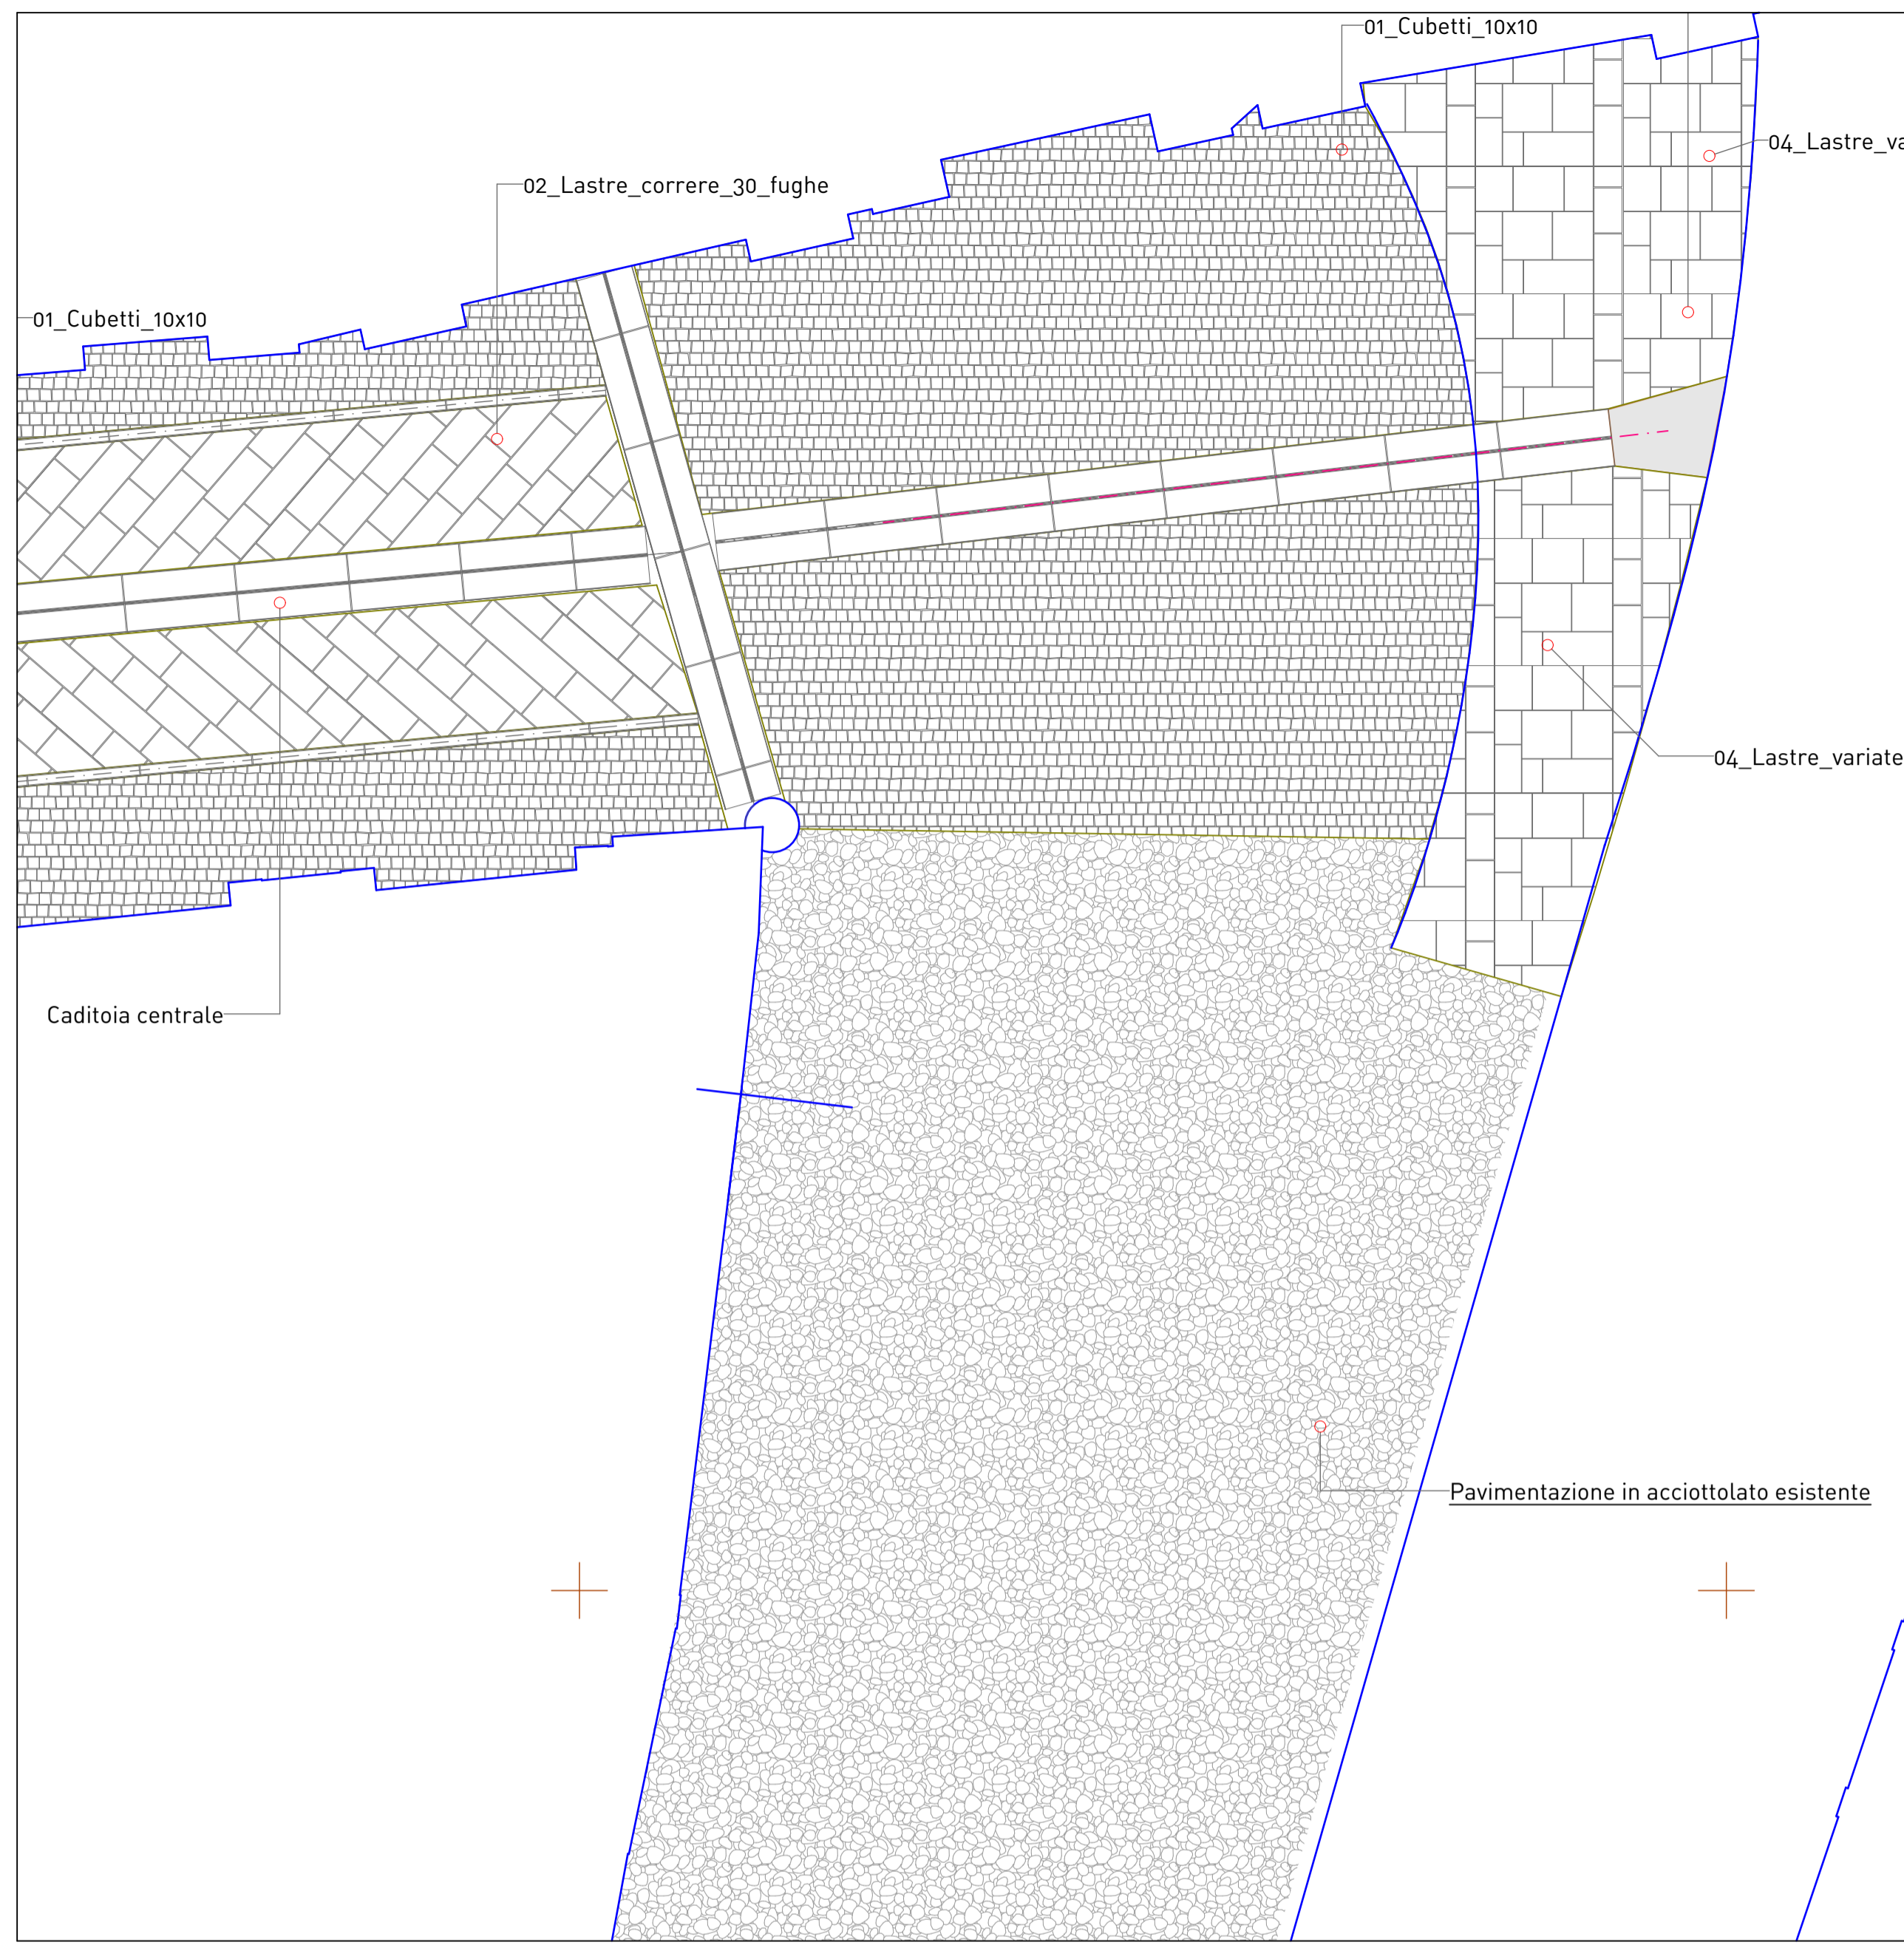 01_Cubetti_10x10
04_Lastre_va
02_Lastre_correre_30_fughe
01_Cubetti_10x10
04_Lastre_variate
Caditoia centrale
Pavimentazione in acciottolato esistente